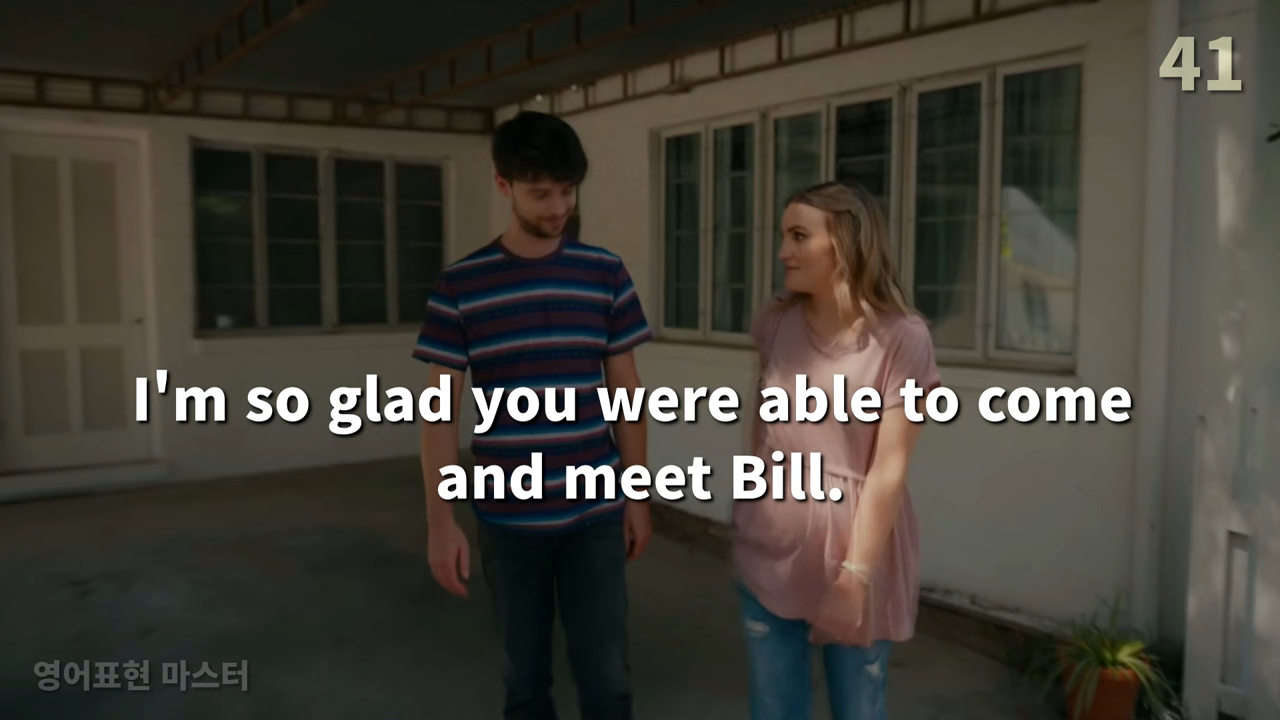 41
I'm so glad you were able to come
and meet Bill.
영어표현 마스터